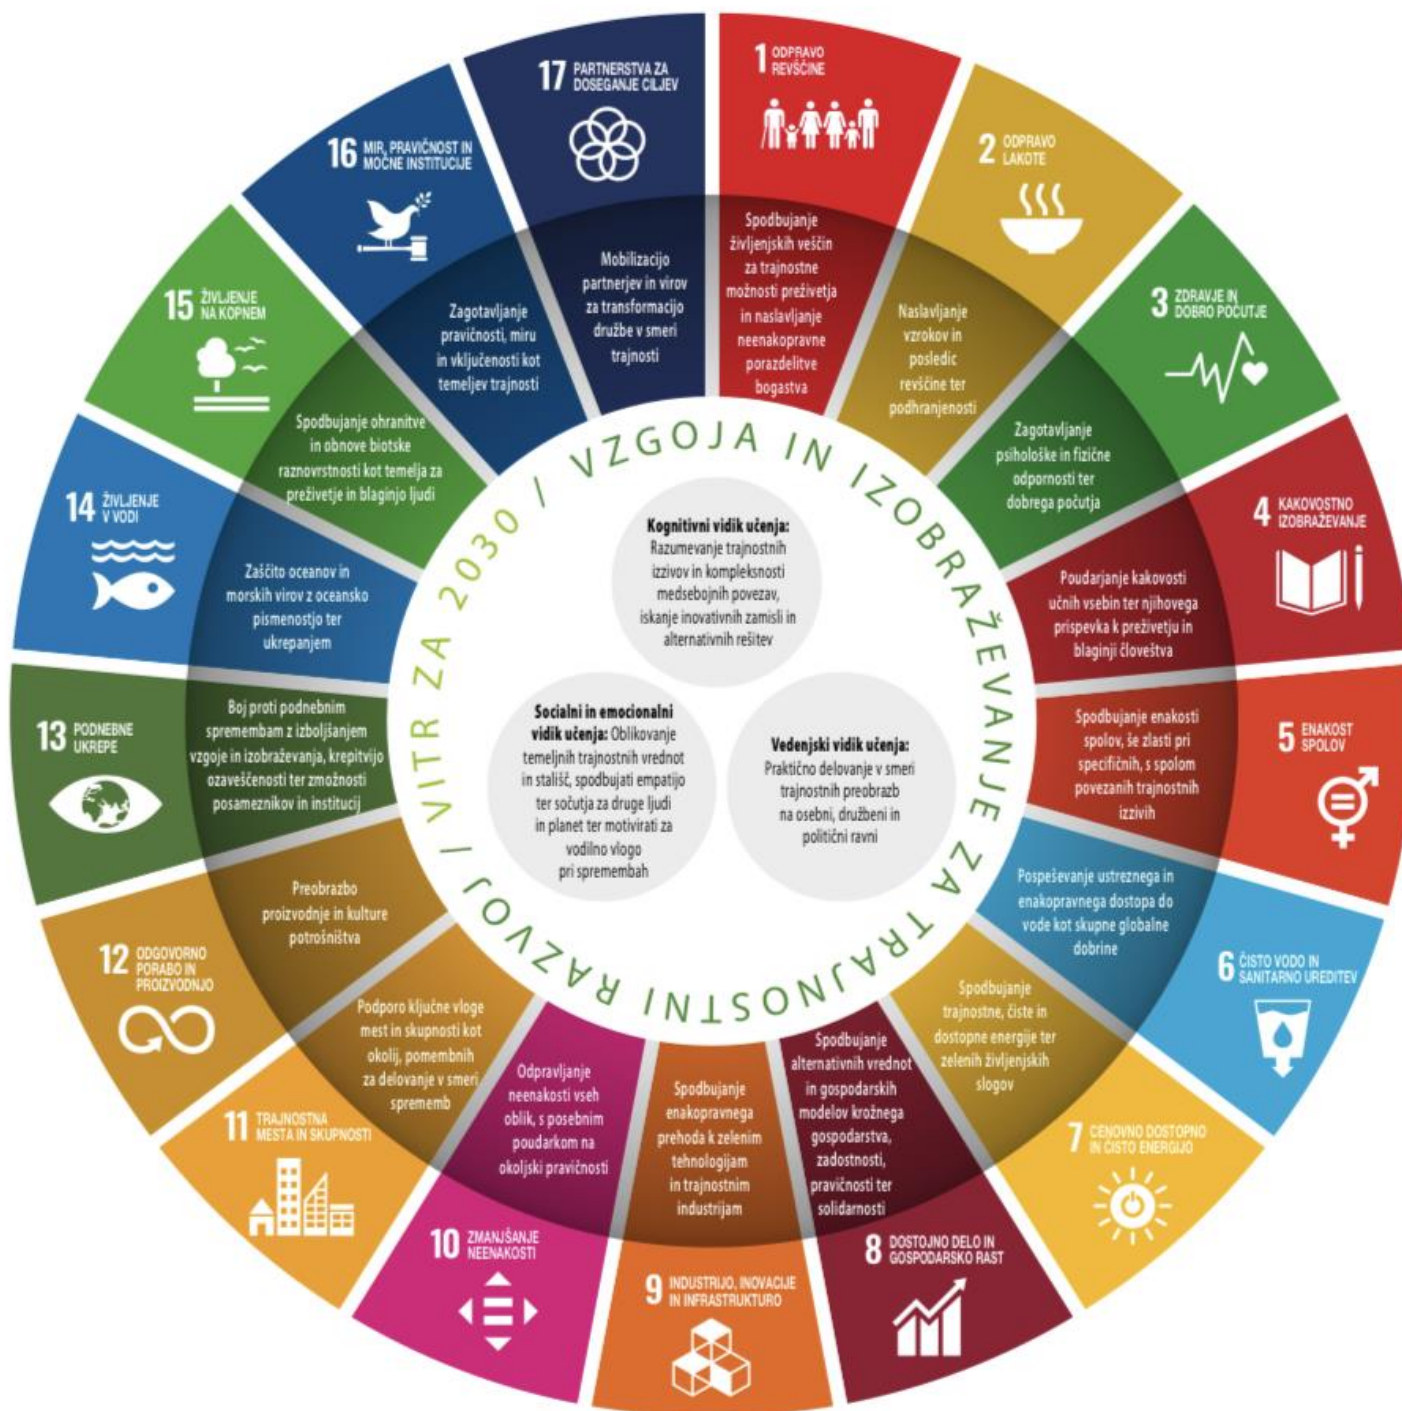 1 ODPRAVO
REVŠČINE
Spodbujanje
življenjskih veščin
za trajnostne
možnosti preživetja
in naslavljanje
neenakopravne
porazdelitve
bogastva
2 ODPRAVO
LAKOTE
Naslavljanje
vzrokov in
posledic
revščine ter
podhranjenosti
3 ZDRAVJE IN
DOBRO POČUTJE
Zagotavljanje
psihološke in fizične
odpornosti ter
dobrega počutja
4 KAKOVOSTNO
IZOBRAŽEVANJE
Poudarjanje kakovosti
učnih vsebin ter njihovega
prispevka k preživetju in
blaginji človeštva
5 ENAKOST
SPOLOV
Spodbujanje enakosti
spolov, še zlasti pri
specifičnih, s spolom
povezanih trajnostnih
izzivih
6 ČISTO VODO IN
SANITARNO UREDITEV
Pospeševanje ustreznega in
enakopravnega dostopa do
vode kot skupne globalne
dobrine
7 CENOVNO DOSTOPNO
IN ČISTO ENERGIJO
Spodbujanje
trajnostne, čiste in
dostopne energije ter
zelenih življenjskih
slogov
8 DOSTOJNO DELO IN
GOSPODARSKO RAST
Spodbujanje
alternativnih vrednot
in gospodarskih
modelov krožnega
gospodarstva,
zadostnosti,
pravičnosti ter
solidarnosti
9 INDUSTRIJO, INOVACIJE
IN INFRASTRUKTURO
Spodbujanje
enakopravnega
prehoda k zelenim
tehnologijam
in trajnostnim
industrijam
10 ZMANJŠANJE
NEENAKOSTI
Odpravljanje
neenakosti vseh
oblik, s posebnim
poudarkom na
okoljski pravičnosti
11 TRAJNOSTNA
MESTA IN SKUPNOSTI
Podporo ključne vloge
mest in skupnosti kot
okolij, pomembnih
za delovanje v smeri
sprememb
12 ODGOVORNO
PORABO IN
PROIZVODNJO
Preobrazbo
proizvodnje in kulture
potrošništva
13 PODNEBNE
UKREPE
Boj proti podnebnim
spremembam z izboljšanjem
vzgoje in izobraževanja, krepitvijo
ozaveščenosti ter zmožnosti
posameznikov in institucij
14 ŽIVLJENJE
V VODI
Zaščito oceanov in
morskih virov z oceansko
pismenostjo ter
ukrepanjem
15 ŽIVLJENJE
NA KOPNEM
Spodbujanje ohranitve
in obnove biotske
raznovrstnosti kot temelja za
preživetje in blaginjo ljudi
16 MIR, PRAVIČNOST IN
MOČNE INSTITUCIJE
Zagotavljanje
pravičnosti, miru
in vključenosti kot
temeljev trajnosti
17 PARTNERSTVA ZA
DOSEGANJE CILJEV
Mobilizacijo
partnerjev in virov
za transformacijo
družbe v smeri
trajnosti
/ VITR ZA 2030 / VZGOJA IN IZOBRAŽEVANJE ZA TRAJNOSTNI RAZVOJ
Kognitivni vidik učenja:
Razumevanje trajnostnih
izzivov in kompleksnosti
medsebojnih povezav,
iskanje inovativnih zamisli in
alternativnih rešitev
Socialni in emocionalni
vidik učenja: Oblikovanje
temeljnih trajnostnih vrednot
in stališč, spodbujati empatijo
ter sočutja za druge ljudi
in planet ter motivirati za
vodilno vlogo
pri spremembah
Vedenjski vidik učenja:
Praktično delovanje v smeri
trajnostnih preobrazb
na osebni, družbeni in
politični ravni